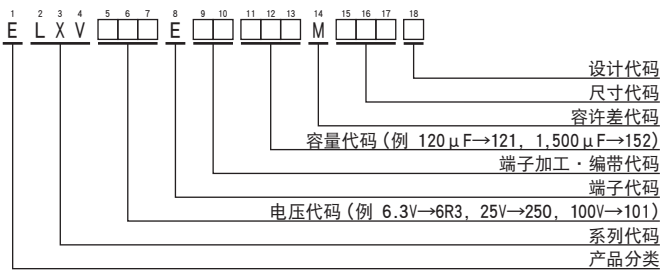 1 2 3 4 5 6 7 8 9 10 11 12 13 14 15 16 17 18
E L X V □□□ E □□ □□□ M □□□ □
设计代码
尺寸代码
容许差代码
容量代码(例 120μF→121, 1,500μF→152)
端子加工·编带代码
端子代码
电压代码(例 6.3V→6R3, 25V→250, 100V→101)
系列代码
产品分类